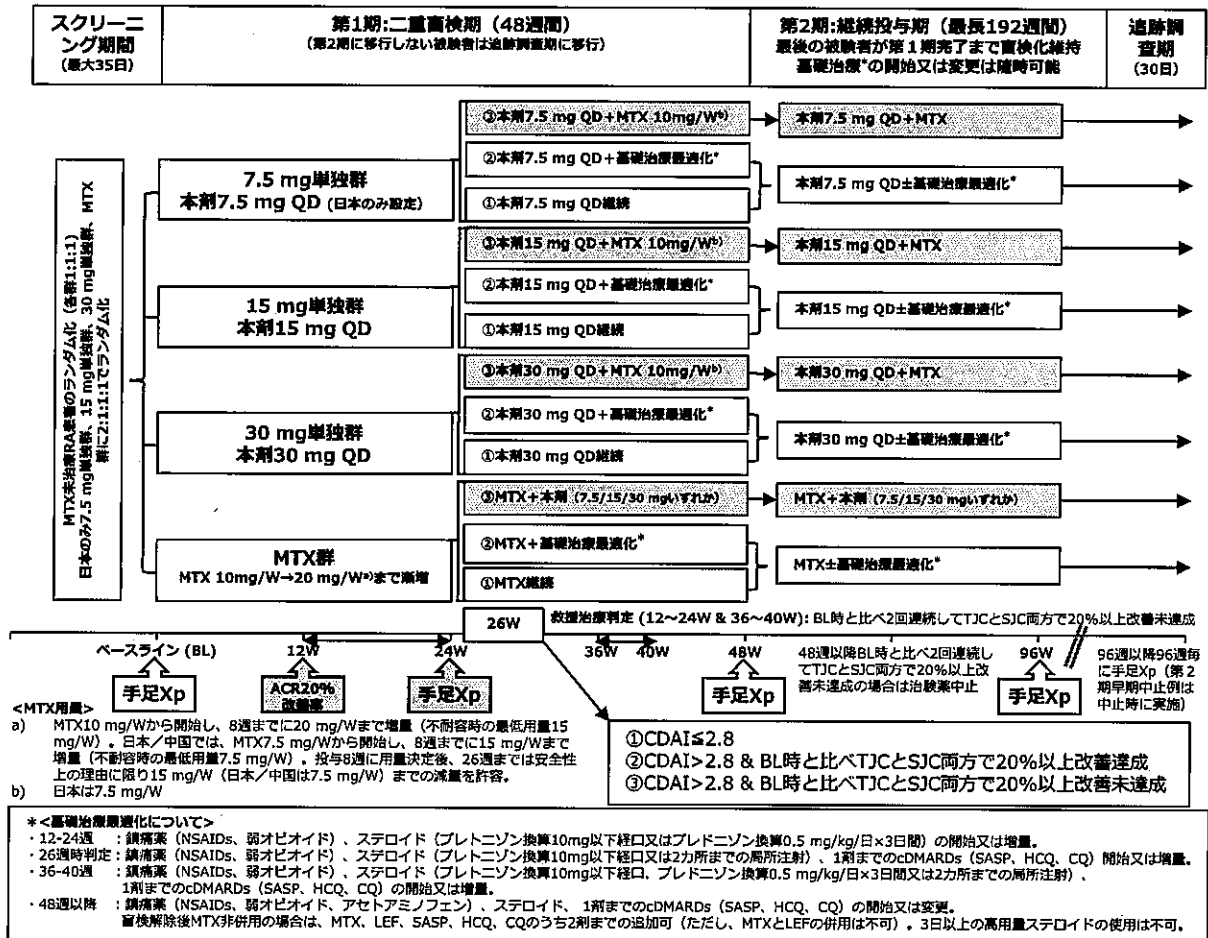 スクリーニ
ング期間
(最大35日)
第1期:二重盲検期(48週間)
(第2期に移行しない被験者は追跡調査期に移行)
第2期:継続投与期(最長192週間)
最後の被験者が第1期完了まで盲検化維持
基礎治療*の開始又は変更は随時可能
追跡調
査期
(30日)
MTX未治療RA患者のランダム化(各群1:1:1)
日本のみ7.5 mg単独群、15 mg単独群、30 mg単独群、MTX
群に2:1:1:1でランダム化
7.5 mg単独群
本剤7.5 mg QD (日本のみ設定)
③本剤7.5 mg QD+MTX 10mg/Wb)
②本剤7.5 mg QD+基礎治療最適化*
①本剤7.5 mg QD継続
本剤7.5 mg QD+MTX
本剤7.5 mg QD±基礎治療最適化*
15 mg単独群
本剤15 mg QD
③本剤15 mg QD+MTX 10mg/Wb)
②本剤15 mg QD+基礎治療最適化*
①本剤15 mg QD継続
本剤15 mg QD+MTX
本剤15 mg QD±基礎治療最適化*
30 mg単独群
本剤30 mg QD
③本剤30 mg QD+MTX 10mg/Wb)
②本剤30 mg QD+基礎治療最適化*
①本剤30 mg QD継続
本剤30 mg QD+MTX
本剤30 mg QD±基礎治療最適化*
MTX群
MTX 10mg/W→20 mg/Wa)まで漸増
③MTX+本剤 (7.5/15/30 mgいずれか)
②MTX+基礎治療最適化*
①MTX継続
MTX+本剤 (7.5/15/30 mgいずれか)
MTX±基礎治療最適化*
26W
救援治療判定 (12~24W & 36~40W): BL時と比べ2回連続してTJCとSJC両方で20%以上改善未達成
ベースライン (BL)
12W
24W
36W
40W
48W
96W
48週以降BL時と比べ2回連続し
てTJCとSJC両方で20%以上改
善未達成の場合は治験薬中止
96週以降96週毎
に手足Xp(第2
期早期中止例は
中止時に実施)
手足Xp
ACR20%
改善率
手足Xp
手足Xp
手足Xp
<MTX用量>
a) MTX10 mg/Wから開始し、8週までに20 mg/Wまで増量(不耐容時の最低用量15
mg/W)。日本/中国では、MTX7.5 mg/Wから開始し、8週までに15 mg/Wまで
増量(不耐容時の最低用量7.5 mg/W)。投与8週に用量決定後、26週までは安全性
上の理由に限り15 mg/W(日本/中国は7.5 mg/W)までの減量を許容。
b) 日本は7.5 mg/W
①CDAI≦2.8
②CDAI>2.8 & BL時と比べTJCとSJC両方で20%以上改善達成
③CDAI>2.8 & BL時と比べTJCとSJC両方で20%以上改善未達成
*<基礎治療最適化について>
・12-24週 :鎮痛薬(NSAIDs、弱オピオイド)、ステロイド(プレドニゾン換算10mg以下経口又はプレドニゾン換算0.5 mg/kg/日×3日間)の開始又は増量。
・26週時判定:鎮痛薬(NSAIDs、弱オピオイド)、ステロイド(プレドニゾン換算10mg以下経口又は2カ所までの局所注射)、1剤までのcDMARDs(SASP、HCQ、CQ)開始又は増量。
・36-40週 :鎮痛薬(NSAIDs、弱オピオイド)、ステロイド(プレドニゾン換算10mg以下経口、プレドニゾン換算0.5 mg/kg/日×3日間又は2カ所までの局所注射)、
1剤までのcDMARDs(SASP、HCQ、CQ)の開始又は増量。
・48週以降 :鎮痛薬(NSAIDs、弱オピオイド、アセトアミノフェン)、ステロイド、1剤までのcDMARDs(SASP、HCQ、CQ)の開始又は変更。
盲検解除後MTX非併用の場合は、MTX、LEF、SASP、HCQ、CQのうち2剤までの追加可(ただし、MTXとLEFの併用は不可)。3日以上の高用量ステロイドの使用は不可。